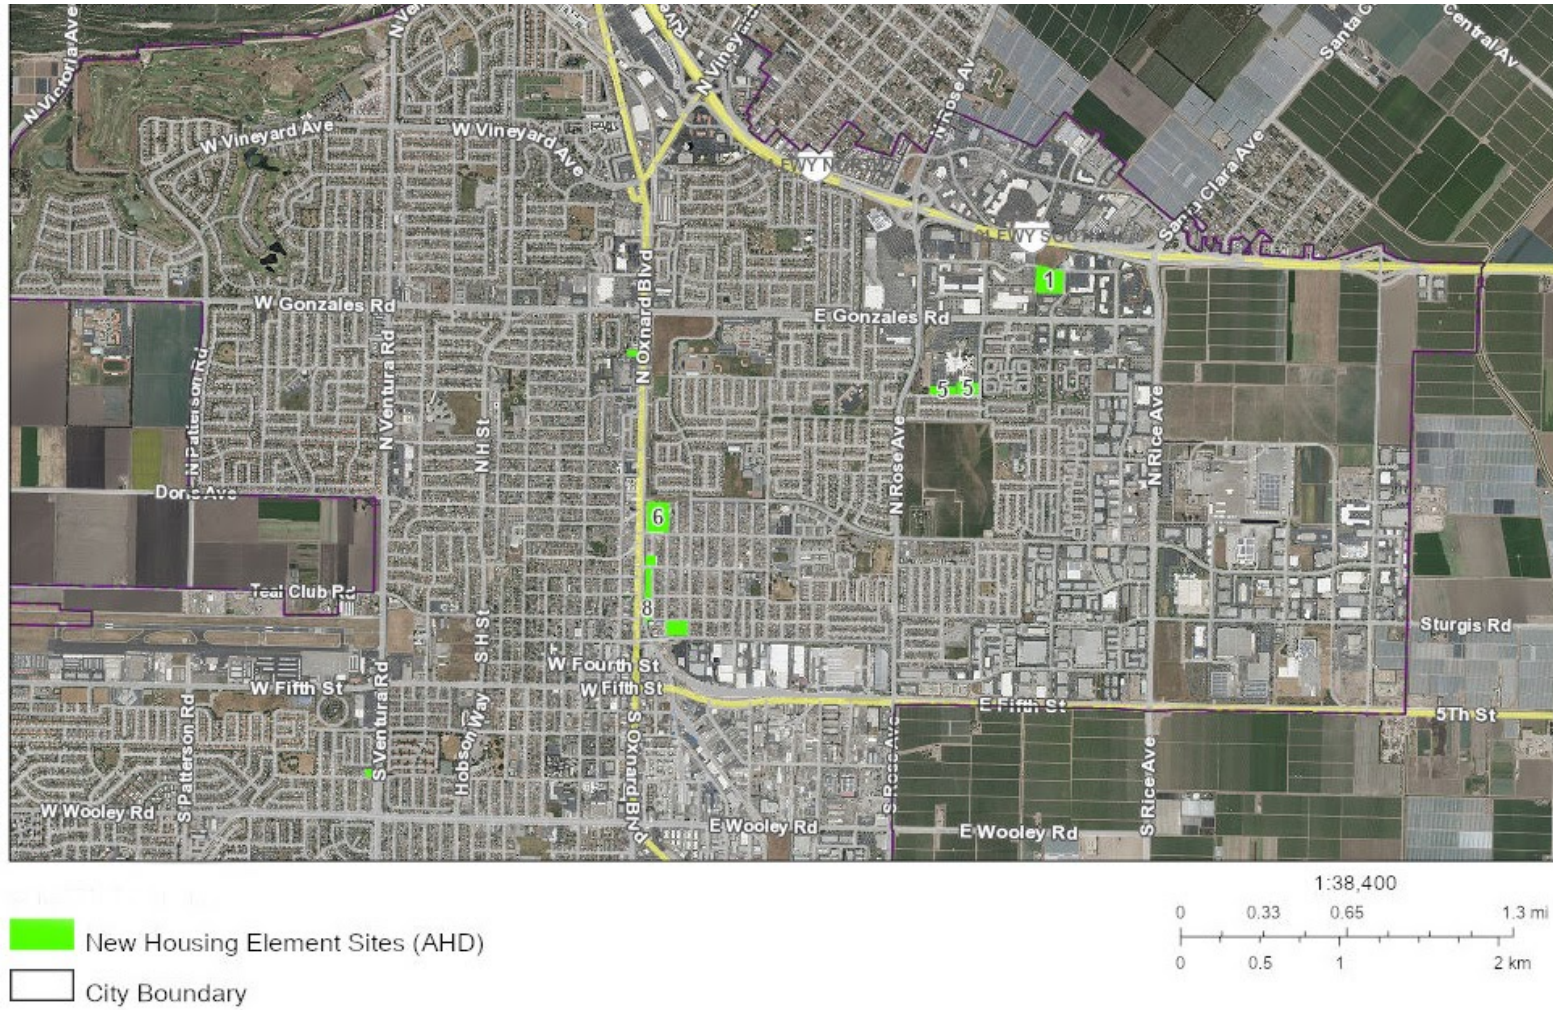 N Victoria Ave
Central Av
N Viney
N Rose Av
W Vineyard Ave
W Vineyard Ave
Santa Clara Ave
1
W Gonzales Rd
E Gonzales Rd
N Oxnard Blvd
N Patterson Rd
N Ventura Rd
5 5
N H St
N Rose Ave
N Rice Ave
Doris Ave
6
Teal Club Rd
8
S H St
Sturgis Rd
W Fourth St
W Fifth St
W Fifth St
E Fifth St
5Th St
S Patterson Rd
S Ventura Rd
Hobson Way
S Oxnard Blvd
S Rose Ave
S Rice Ave
W Wooley Rd
E Wooley Rd
E Wooley Rd
New Housing Element Sites (AHD)
City Boundary
1:38,400
0 0.33 0.65 1.3 mi
0 0.5 1 2 km